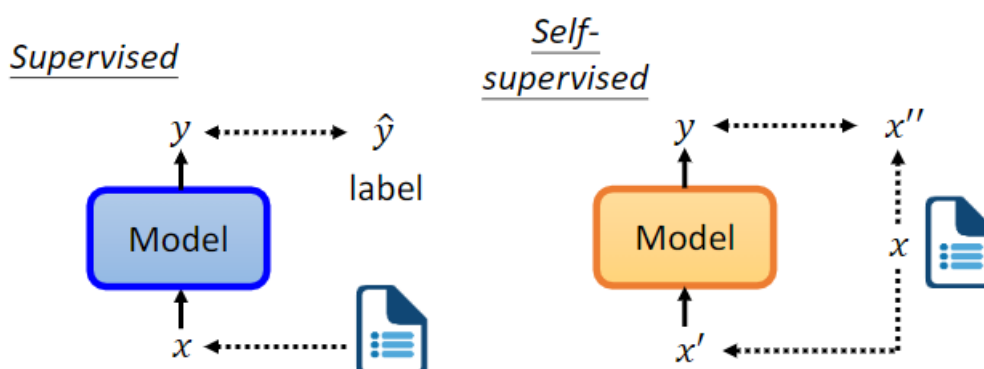 Supervised
y
ŷ
label
Model
x
Self-
supervised
y
x''
Model
x
x'